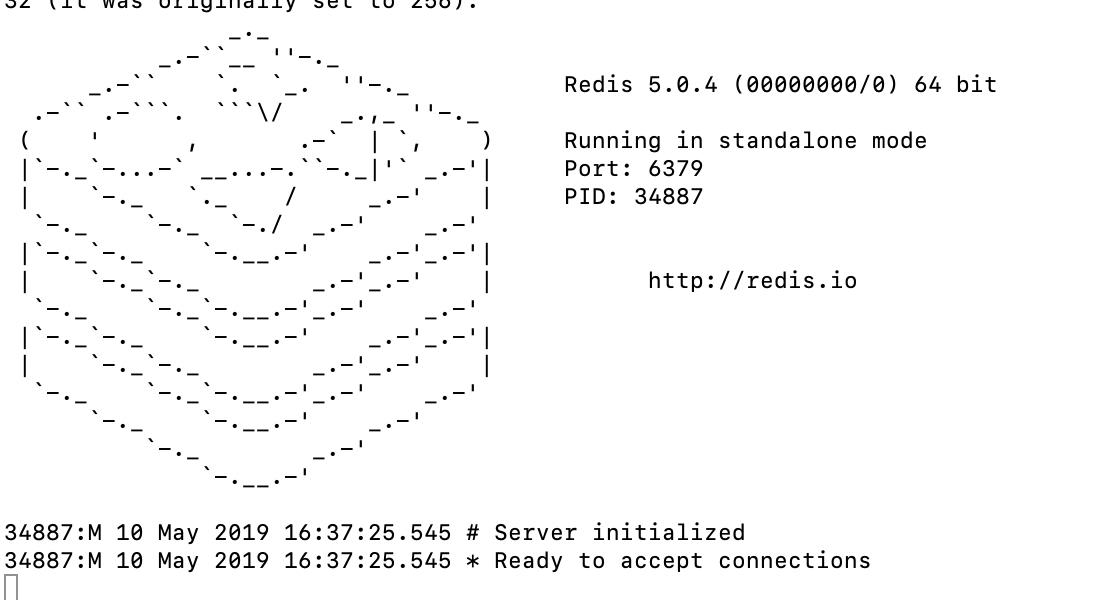 32 (it was originally set to 256).
Redis 5.0.4 (00000000/0) 64 bit
Running in standalone mode
Port: 6379
PID: 34887
http://redis.io
34887:M 10 May 2019 16:37:25.545 # Server initialized
34887:M 10 May 2019 16:37:25.545 * Ready to accept connections